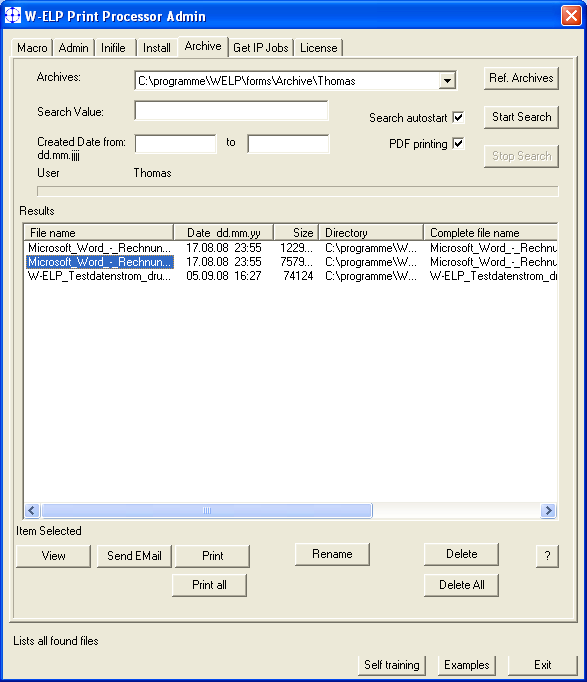 W-ELP Print Processor Admin
Macro Admin Inifile Install Archive Get IP Jobs License
Archives: C:\programme\WELP\forms\Archive\Thomas Ref. Archives
Search Value: Search autostart Start Search
Created Date from: to PDF printing
dd.mm.jjjj Stop Search
User Thomas
Results
File name Date dd.mm.yy Size Directory Complete file name
Microsoft_Word_-_Rechnun... 17.08.08 23:55 1229... C:\programme\W... Microsoft_Word_-_Rechnu
Microsoft_Word_-_Rechnun... 17.08.08 23:55 7579... C:\programme\W... Microsoft_Word_-_Rechnu
W-ELP_Testdatenstrom_dru... 05.09.08 16:27 74124 C:\programme\W... W-ELP_Testdatenstrom_dr
Item Selected
View Send EMail Print Rename Delete ?
Print all Delete All
Lists all found files
Self training Examples Exit